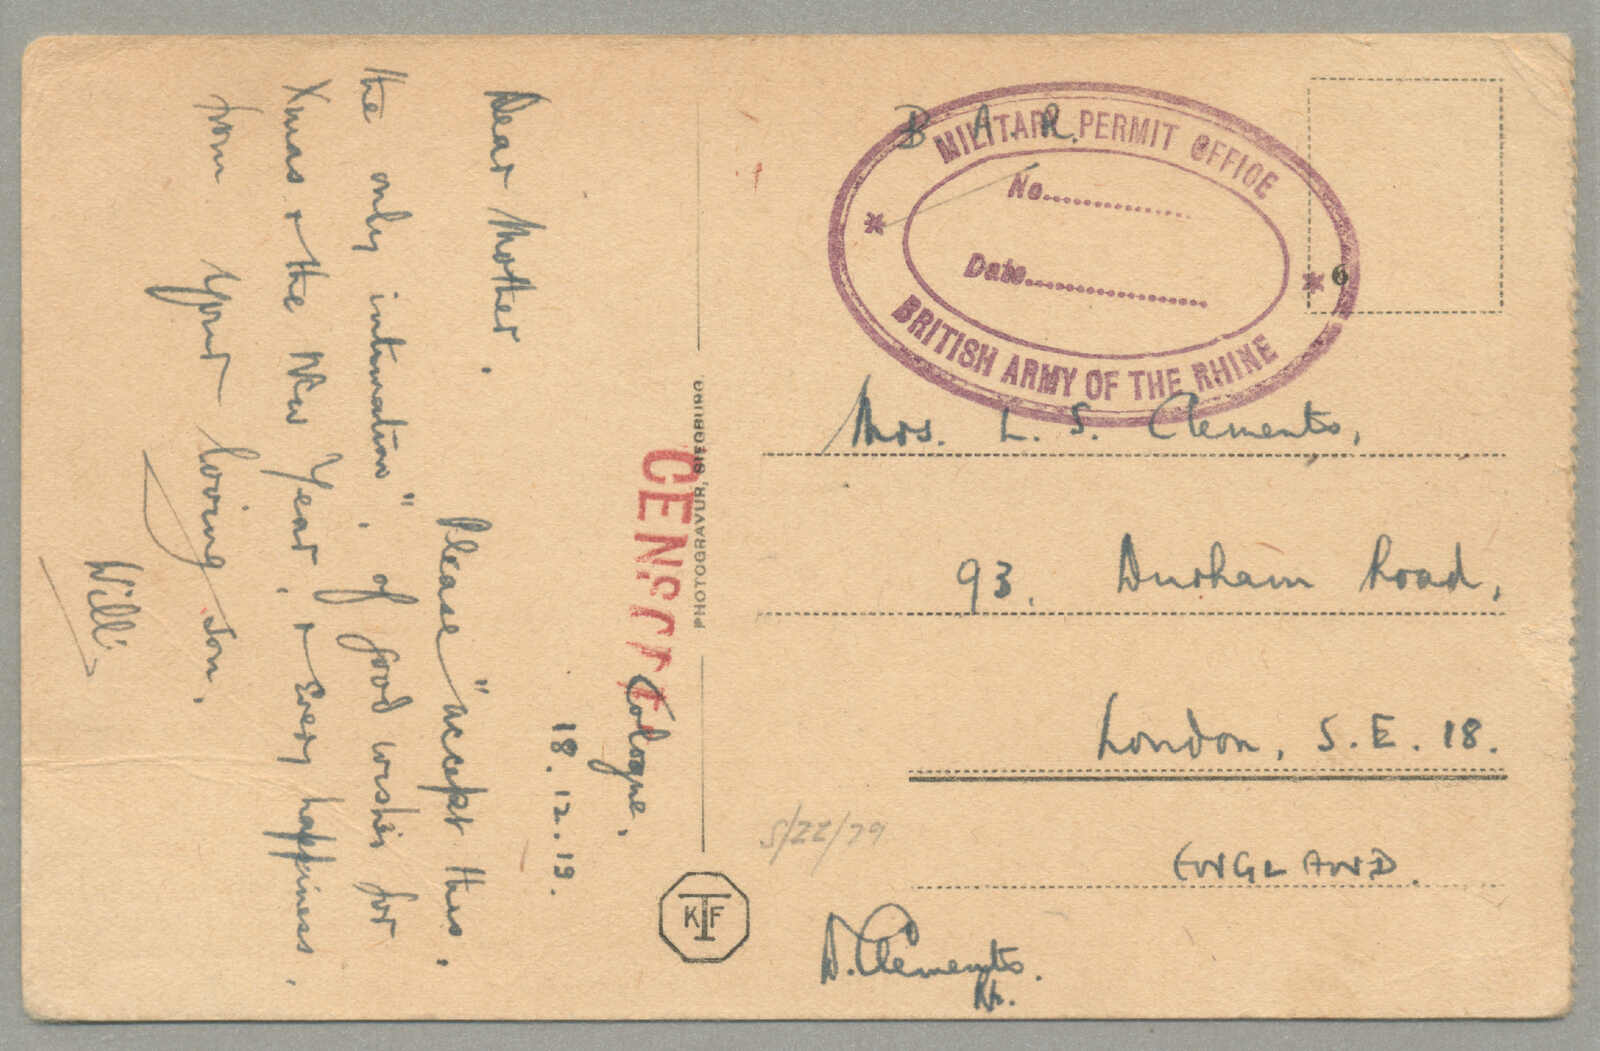 Cologne,
18.12.19.
Dear Mother,
Please "accept this,
the only intimation", of good wishes for
Xmas & the New Year, & Every happiness,
from your loving son,
Will.
CENSOR
PHOTOGRAVUR, SIEGBURG.
KTF
B. A. R.
MILITARY PERMIT OFFICE
No.
Date
BRITISH ARMY OF THE RHINE
6
Mrs. L. S. Clements,
93, Durham Road,
London, S.E. 18.
ENGLAND.
5/22/79
Clements.